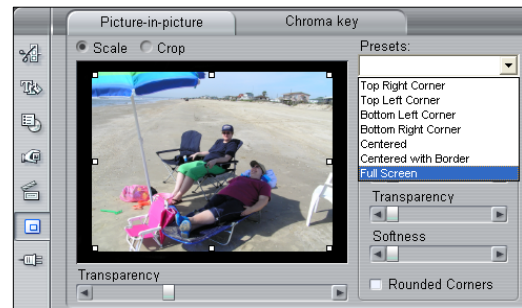 Picture-in-picture
Chroma key
Scale
Crop
Presets:
Top Right Corner
Top Left Corner
Bottom Left Corner
Bottom Right Corner
Centered
Centered with Border
Full Screen
Transparency
Softness
Rounded Corners
Transparency